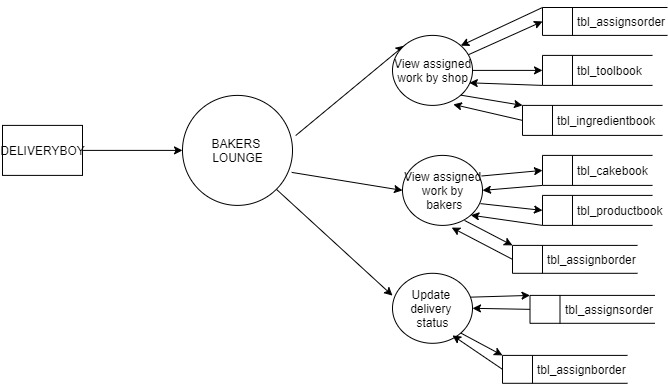 DELIVERYBOY
BAKERS
LOUNGE
View assigned
work by shop
tbl_assignsorder
tbl_toolbook
tbl_ingredientbook
View assigned
work by
bakers
tbl_cakebook
tbl_productbook
tbl_assignborder
Update
delivery
status
tbl_assignsorder
tbl_assignborder